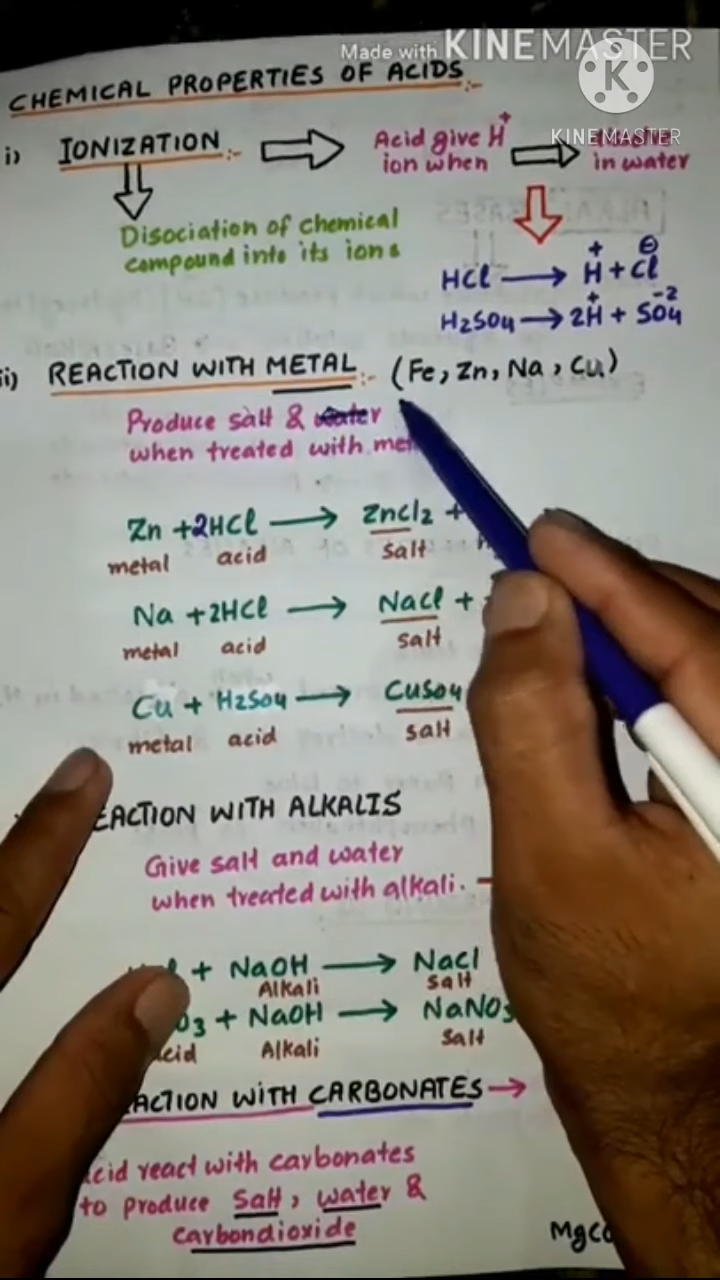 Made with KINEMASTER
K
KINEMASTER
CHEMICAL PROPERTIES OF ACIDS :-
i) IONIZATION :- Acid give H+ ion when in water
Disociation of chemical
compound into its ions
HCl → H+ + Cl⊖
H2SO4 → 2H+ + SO4-2
ii) REACTION WITH METAL :- (Fe, Zn, Na, Cu)
Produce salt & water
when treated with
Zn + 2HCl → ZnCl2 +
metal acid salt
Na + 2HCl → NaCl +
metal acid salt
Cu + H2SO4 → CuSO4
metal acid salt
EACTION WITH ALKALIS
Give salt and water
when treated with alkali.
+ NaOH → NaCl
Alkali salt
O3 + NaOH → NaNO3
cid Alkali salt
ACTION WITH CARBONATES →
cid react with carbonates
to produce Salt, water &
carbondioxide
MgCO